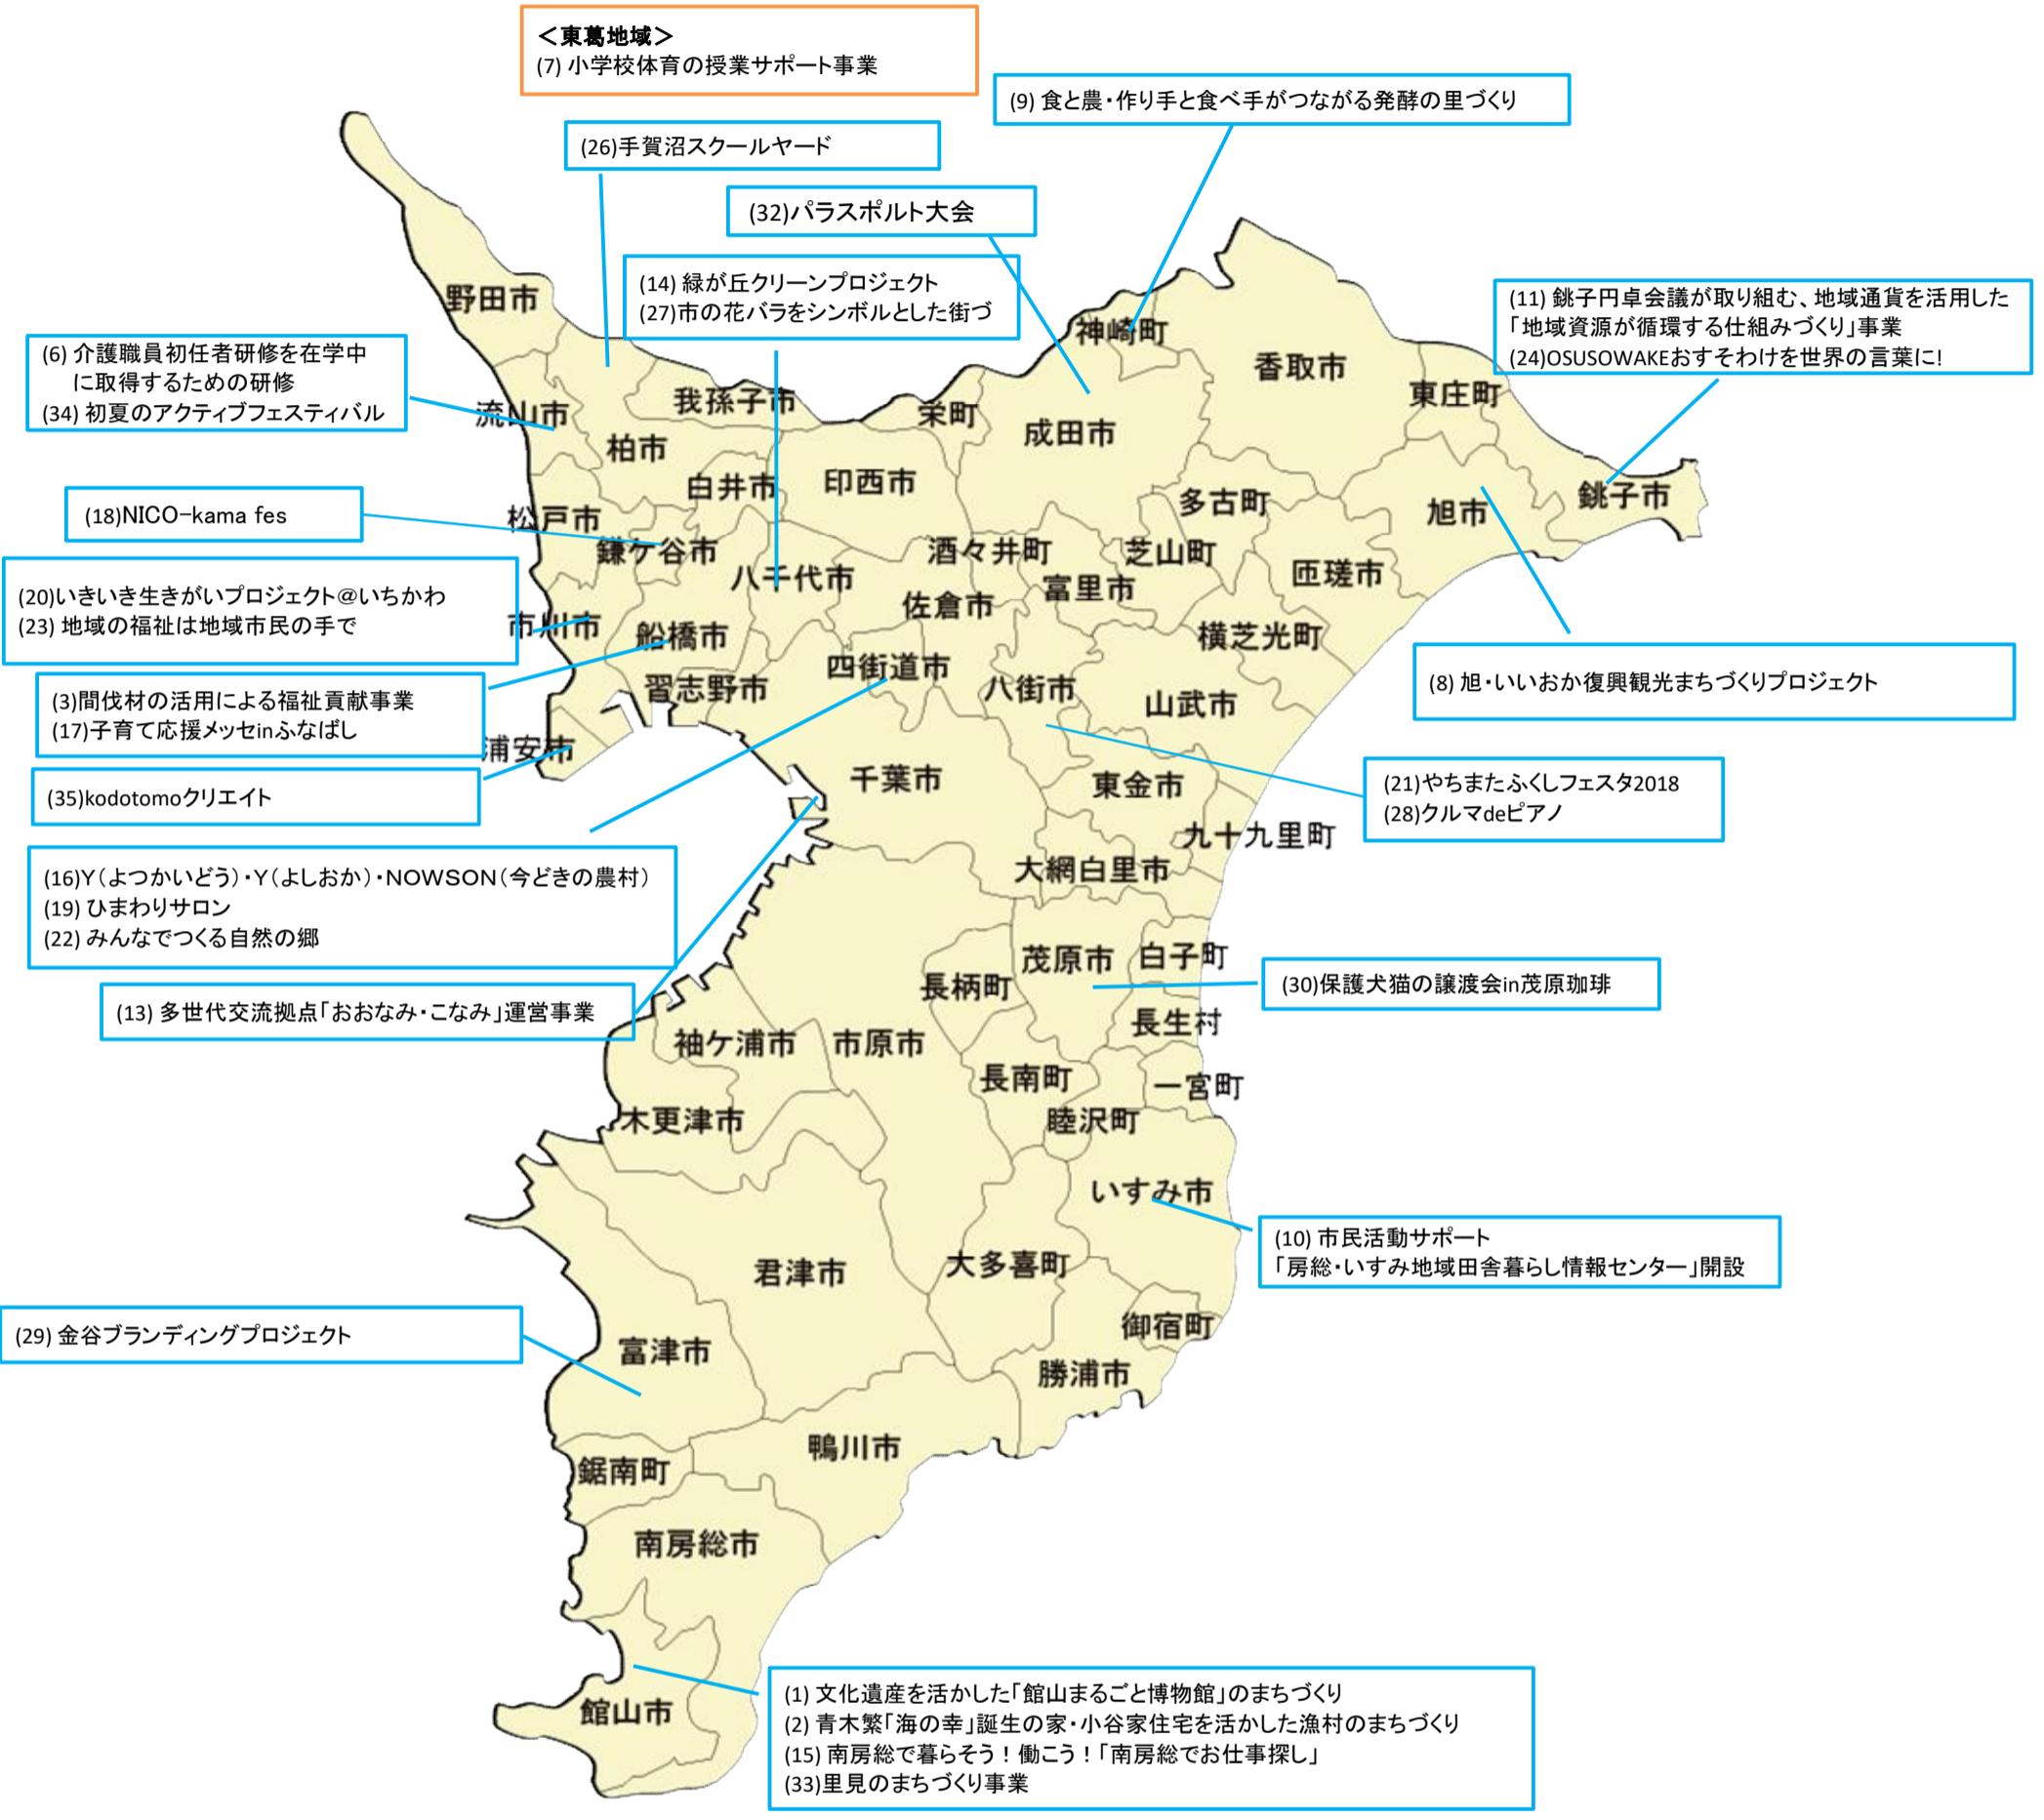 ＜東葛地域＞
(7) 小学校体育の授業サポート事業
(9) 食と農・作り手と食べ手がつながる発酵の里づくり
(26)手賀沼スクールヤード
(32)パラスポルト大会
(14) 緑が丘クリーンプロジェクト
(27)市の花バラをシンボルとした街づ
(11) 銚子円卓会議が取り組む、地域通貨を活用した
「地域資源が循環する仕組みづくり」事業
(24)OSUSOWAKEおすそわけを世界の言葉に!
(6) 介護職員初任者研修を在学中
に取得するための研修
(34) 初夏のアクティブフェスティバル
(18)NICO-kama fes
(20)いきいき生きがいプロジェクト@いちかわ
(23) 地域の福祉は地域市民の手で
(3)間伐材の活用による福祉貢献事業
(17)子育て応援メッセinふなばし
(35)kodotomoクリエイト
(16)Y（よつかいどう）・Y（よしおか）・NOWSON（今どきの農村）
(19) ひまわりサロン
(22) みんなでつくる自然の郷
(13) 多世代交流拠点「おおなみ・こなみ」運営事業
(8) 旭・いいおか復興観光まちづくりプロジェクト
(21)やちまたふくしフェスタ2018
(28)クルマdeピアノ
(30)保護犬猫の譲渡会in茂原珈琲
(10) 市民活動サポート
「房総・いすみ地域田舎暮らし情報センター」開設
(29) 金谷ブランディングプロジェクト
(1) 文化遺産を活かした「館山まるごと博物館」のまちづくり
(2) 青木繁「海の幸」誕生の家・小谷家住宅を活かした漁村のまちづくり
(15) 南房総で暮らそう！働こう！「南房総でお仕事探し」
(33)里見のまちづくり事業
野田市
神崎町
香取市
東庄町
流山市
我孫子市
栄町
成田市
柏市
白井市
印西市
多古町
旭市
銚子市
松戸市
鎌ケ谷市
酒々井町
芝山町
八千代市
富里市
匝瑳市
佐倉市
市川市
船橋市
横芝光町
四街道市
習志野市
八街市
山武市
浦安市
千葉市
東金市
九十九里町
大網白里市
茂原市
白子町
長柄町
長生村
袖ケ浦市
市原市
長南町
一宮町
木更津市
睦沢町
いすみ市
君津市
大多喜町
御宿町
富津市
勝浦市
鴨川市
鋸南町
南房総市
館山市